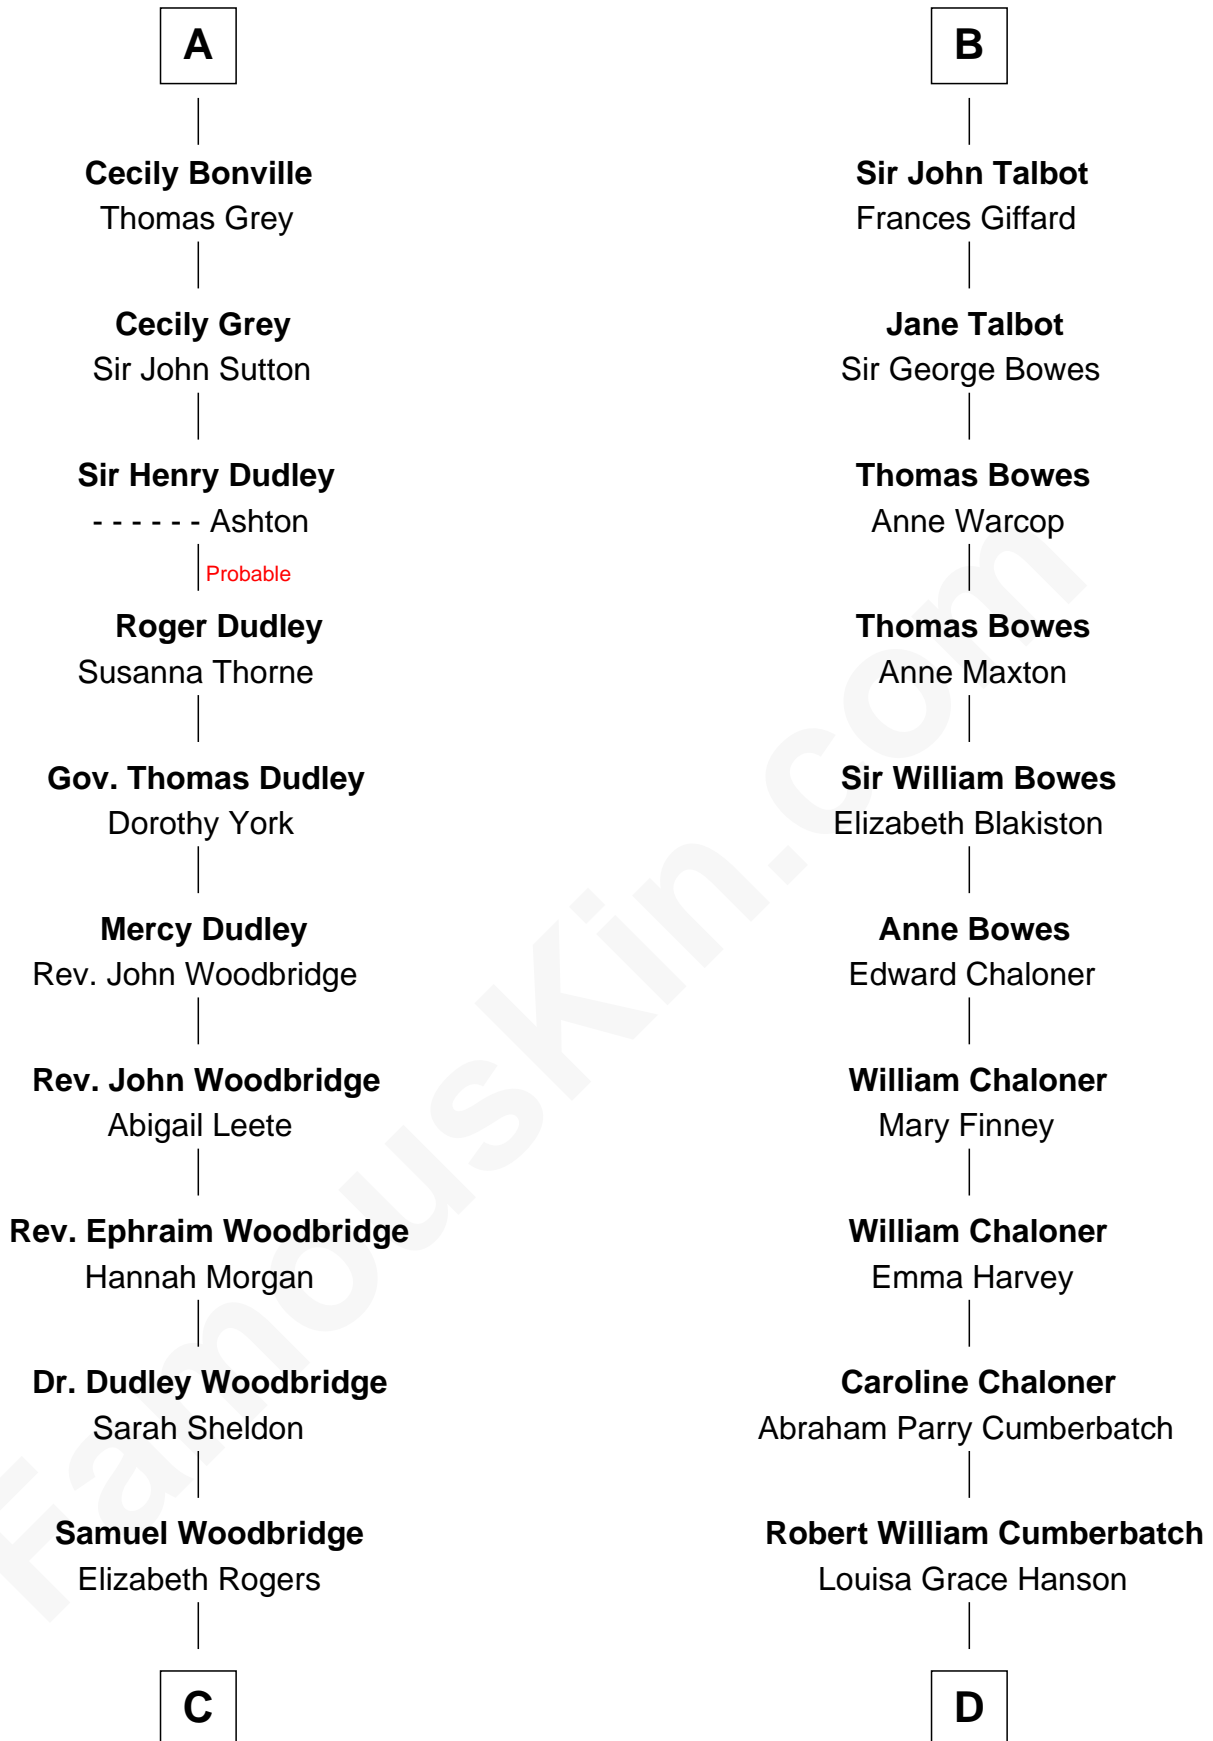 A
Cecily Bonville
Thomas Grey
Cecily Grey
Sir John Sutton
Sir Henry Dudley
- - - - - - Ashton
Probable
Roger Dudley
Susanna Thorne
Gov. Thomas Dudley
Dorothy York
Mercy Dudley
Rev. John Woodbridge
Rev. John Woodbridge
Abigail Leete
Rev. Ephraim Woodbridge
Hannah Morgan
Dr. Dudley Woodbridge
Sarah Sheldon
Samuel Woodbridge
Elizabeth Rogers
C
B
Sir John Talbot
Frances Giffard
Jane Talbot
Sir George Bowes
Thomas Bowes
Anne Warcop
Thomas Bowes
Anne Maxton
Sir William Bowes
Elizabeth Blakiston
Anne Bowes
Edward Chaloner
William Chaloner
Mary Finney
William Chaloner
Emma Harvey
Caroline Chaloner
Abraham Parry Cumberbatch
Robert William Cumberbatch
Louisa Grace Hanson
D
FamousKin.com